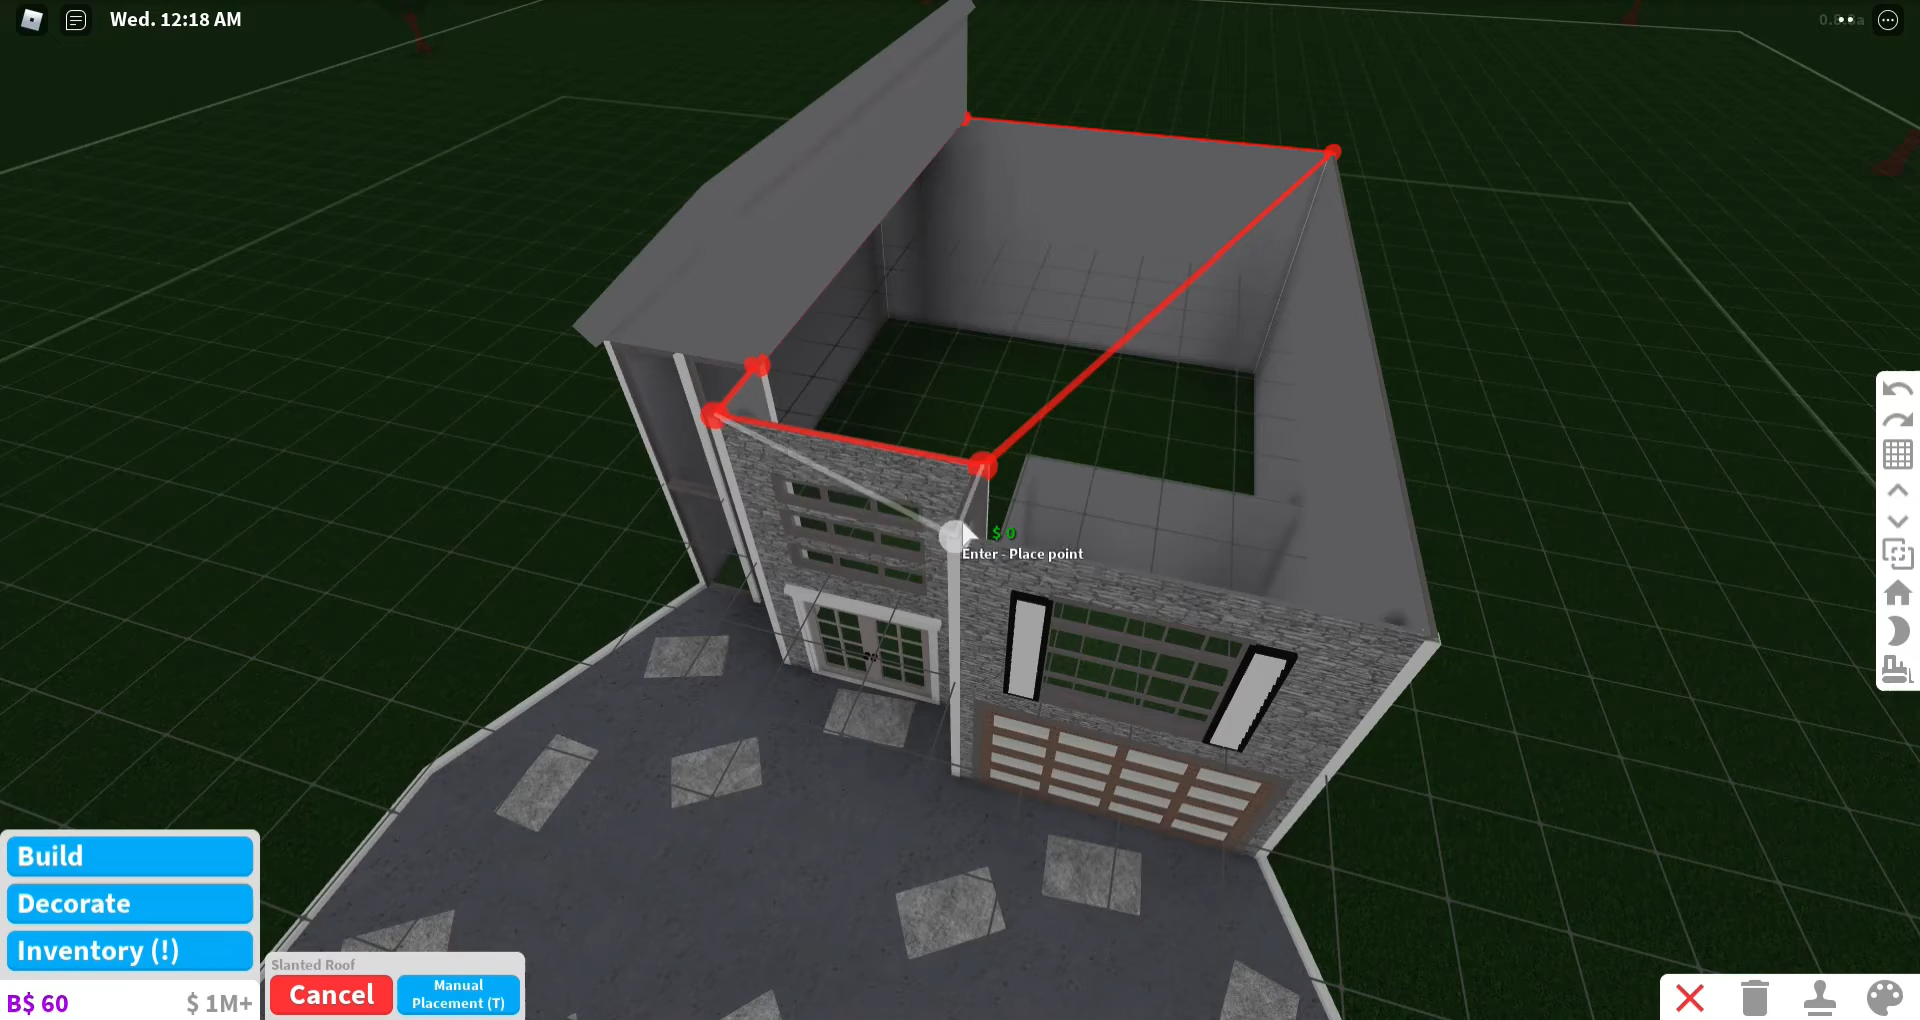 Wed. 12:18 AM
$ 0
Enter - Place point
Build
Decorate
Inventory (!)
B$ 60
$ 1M+
Slanted Roof
Cancel
Manual
Placement (T)